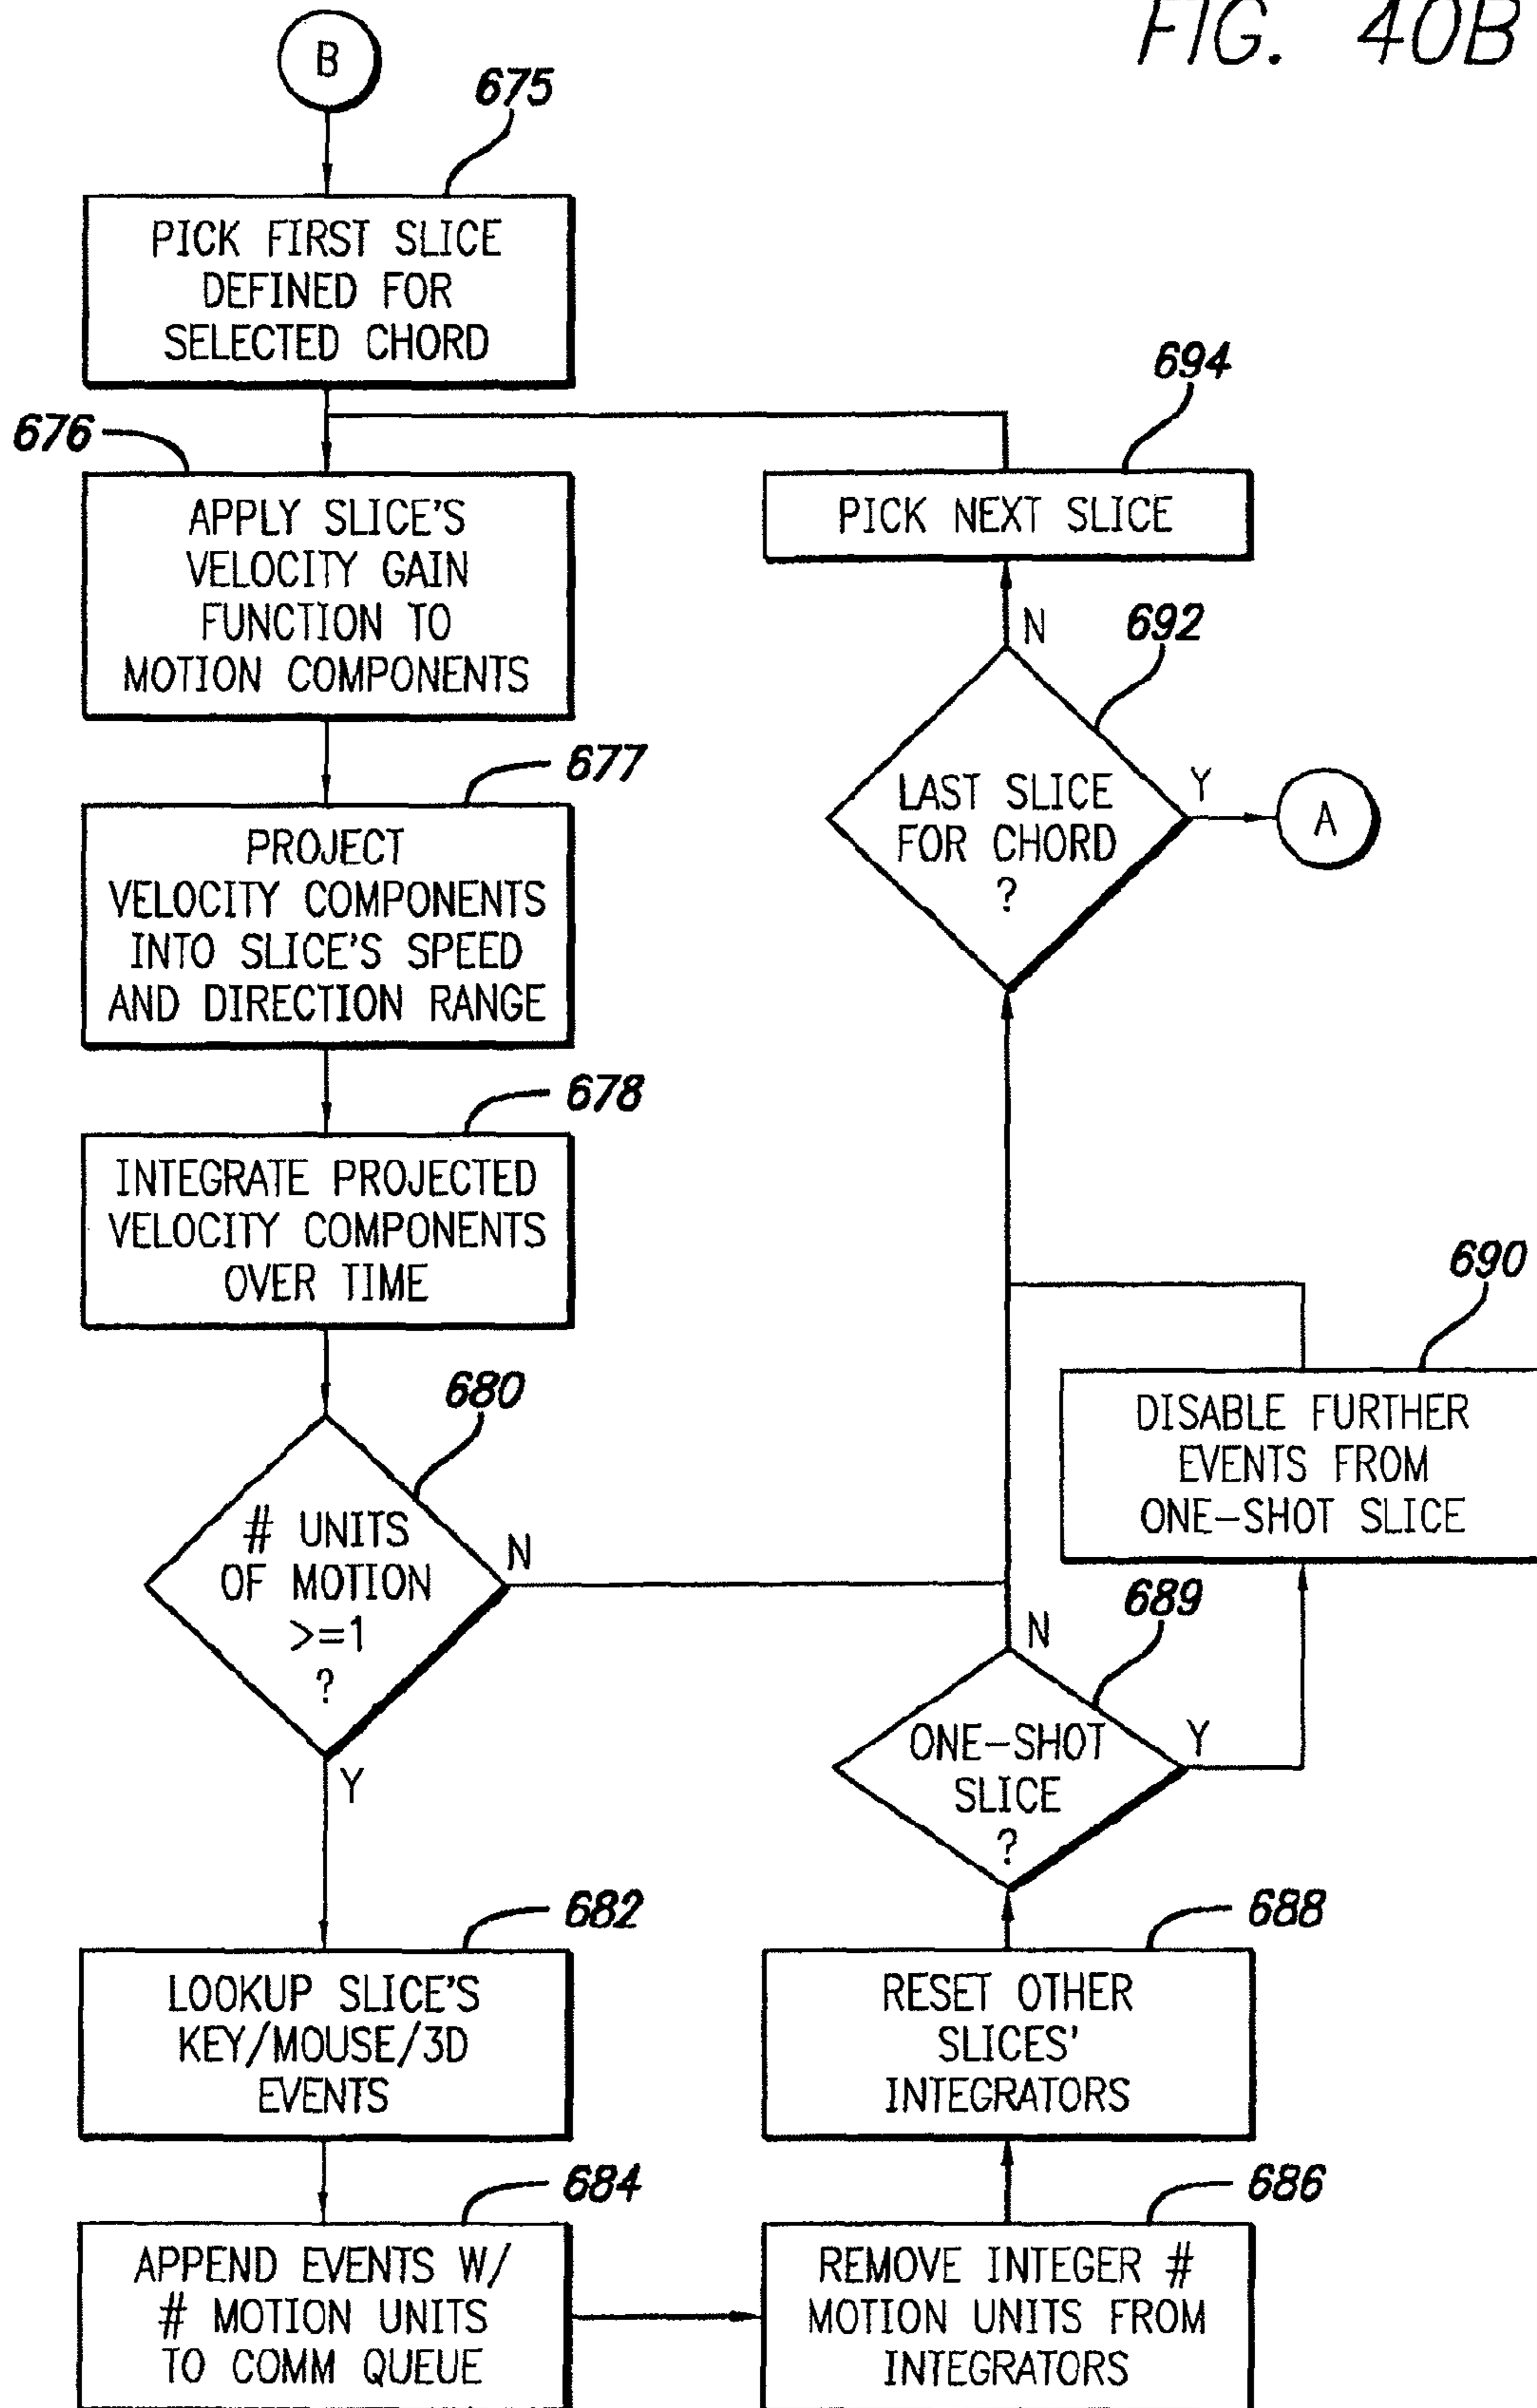 FIG. 40B
B
675
PICK FIRST SLICE
DEFINED FOR
SELECTED CHORD
676
APPLY SLICE'S
VELOCITY GAIN
FUNCTION TO
MOTION COMPONENTS
677
PROJECT
VELOCITY COMPONENTS
INTO SLICE'S SPEED
AND DIRECTION RANGE
678
INTEGRATE PROJECTED
VELOCITY COMPONENTS
OVER TIME
680
# UNITS
OF MOTION
>=1
?
N
Y
682
LOOKUP SLICE'S
KEY/MOUSE/3D
EVENTS
684
APPEND EVENTS W/
# MOTION UNITS
TO COMM QUEUE
686
REMOVE INTEGER #
MOTION UNITS FROM
INTEGRATORS
688
RESET OTHER
SLICES'
INTEGRATORS
689
ONE-SHOT
SLICE
?
N
Y
690
DISABLE FURTHER
EVENTS FROM
ONE-SHOT SLICE
692
LAST SLICE
FOR CHORD
?
Y
A
N
694
PICK NEXT SLICE